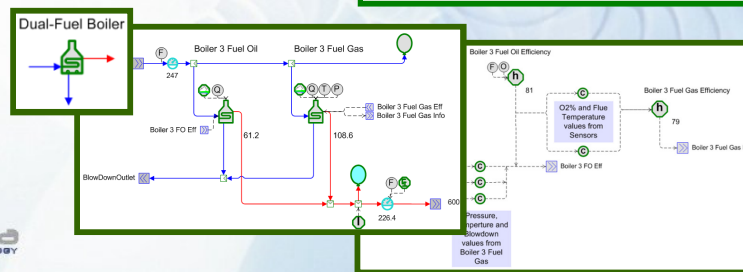 Dual-Fuel Boiler
F
247
Boiler 3 Fuel Oil
Boiler 3 Fuel Gas
Q
Q T P
Boiler 3 Fuel Gas Eff
Boiler 3 Fuel Gas Info
Boiler 3 FO Eff
61.2
108.6
BlowDownOutlet
F
226.4
600
Boiler 3 Fuel Oil Efficiency
F O
h
81
c
O2% and Flue
Temperature
values from
Sensors
c
Boiler 3 Fuel Gas Efficiency
h
79
Boiler 3 Fuel Gas
Boiler 3 FO Eff
c
c
c
Pressure,
mperture and
Blowdown
values from
Boiler 3 Fuel
Gas
OGY